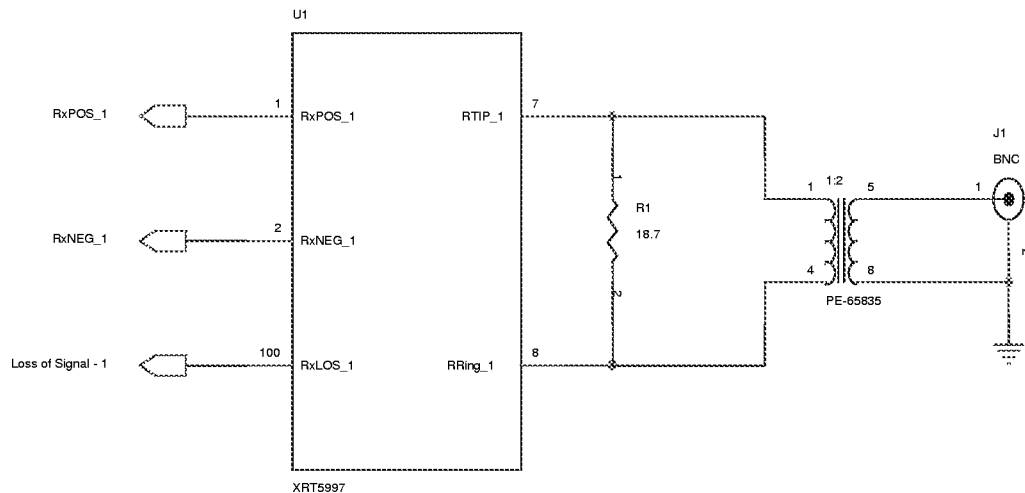 U1
RxPOS_1
1
RxPOS_1
RTIP_1
7
J1
BNC
1
R1
18.7
1
1:2
5
1
RxNEG_1
2
RxNEG_1
2
4
8
PE-65835
Loss of Signal - 1
100
RxLOS_1
RRing_1
8
XRT5997